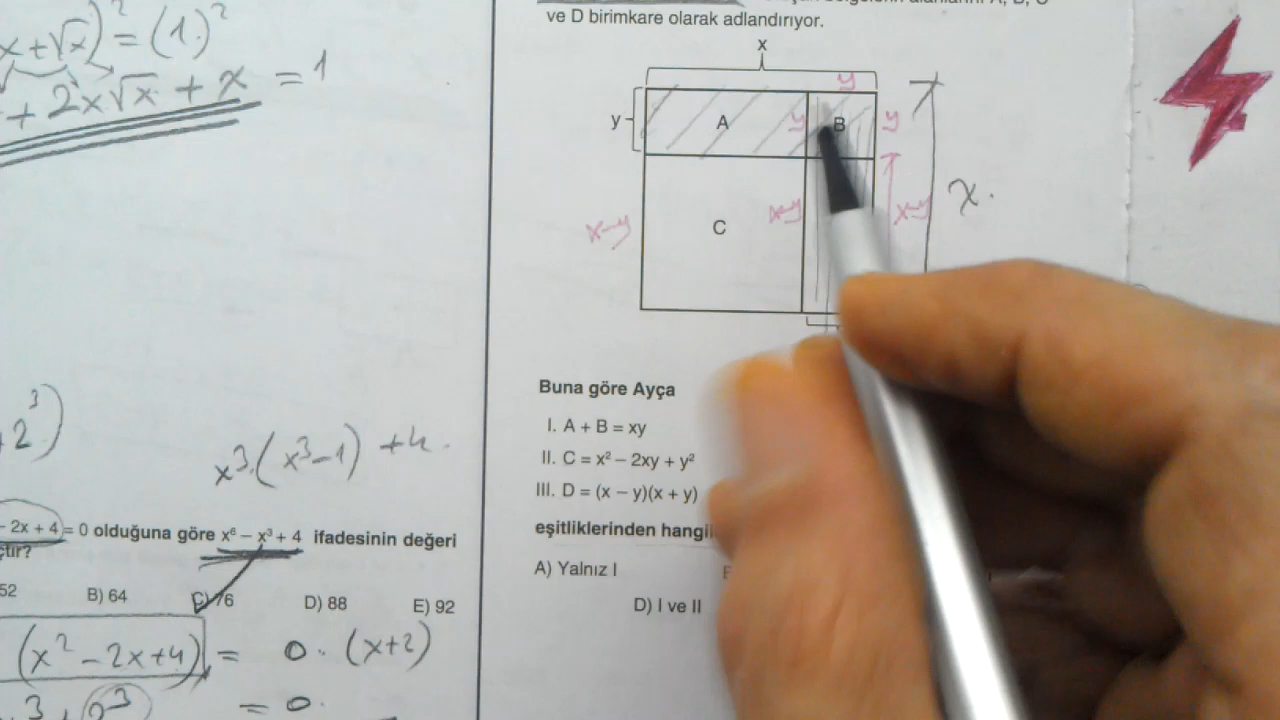 x + √x)² = (1)²
+ 2x√x + x = 1
2³)
x³.(x³-1) + 4.
- 2x + 4 = 0 olduğuna göre x⁶ – x³ + 4 ifadesinin değeri
çtır?
52 B) 64 C) 76 D) 88 E) 92
(x² - 2x + 4) = 0. (x+2)
= 0.
ve D birimkare olarak adlandırıyor.
x
y
y A y B y
x-y C x-y x-y x.
Buna göre Ayça
I. A + B = xy
II. C = x² – 2xy + y²
III. D = (x – y)(x + y)
eşitliklerinden
A) Yalnız I
D) I ve II